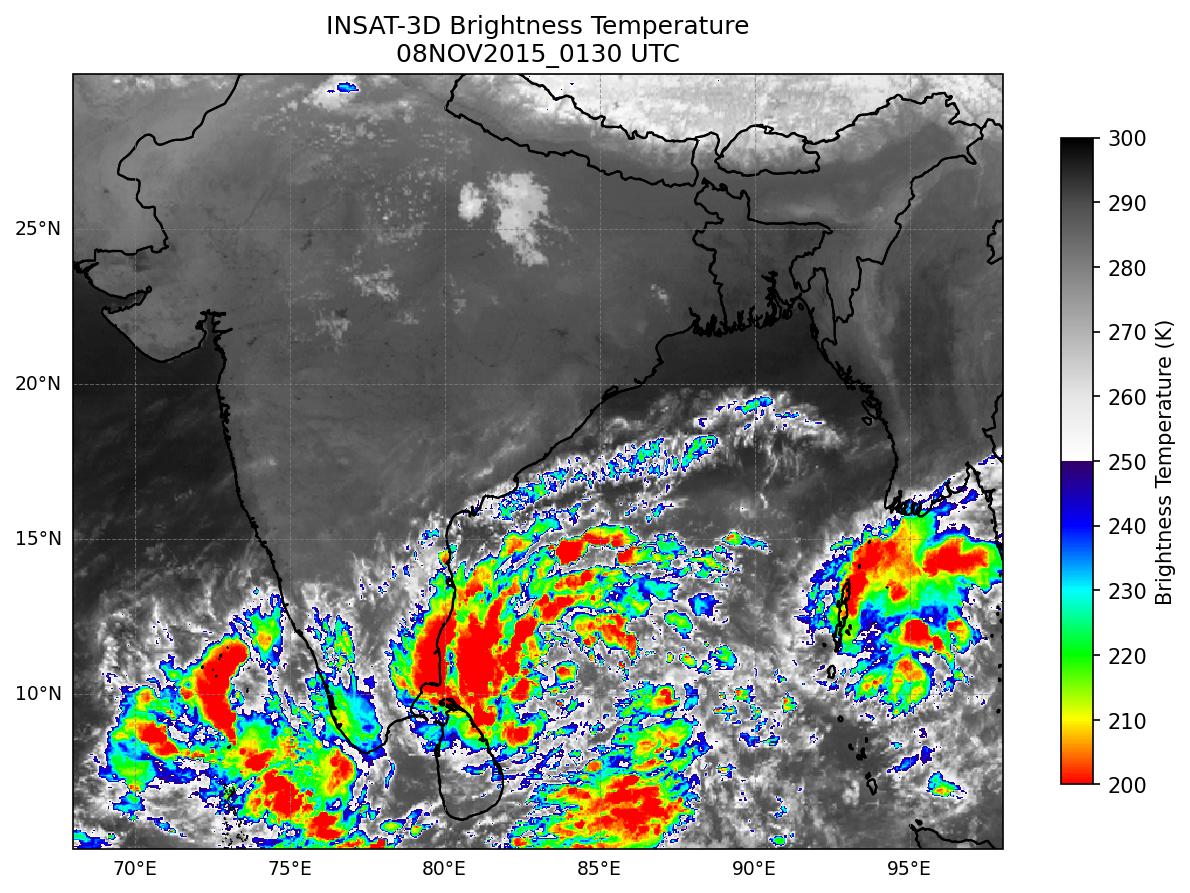 INSAT-3D Brightness Temperature
08NOV2015_0130 UTC
25°N
20°N
15°N
10°N
70°E
75°E
80°E
85°E
90°E
95°E
300
290
280
270
260
250
240
230
220
210
200
Brightness Temperature (K)